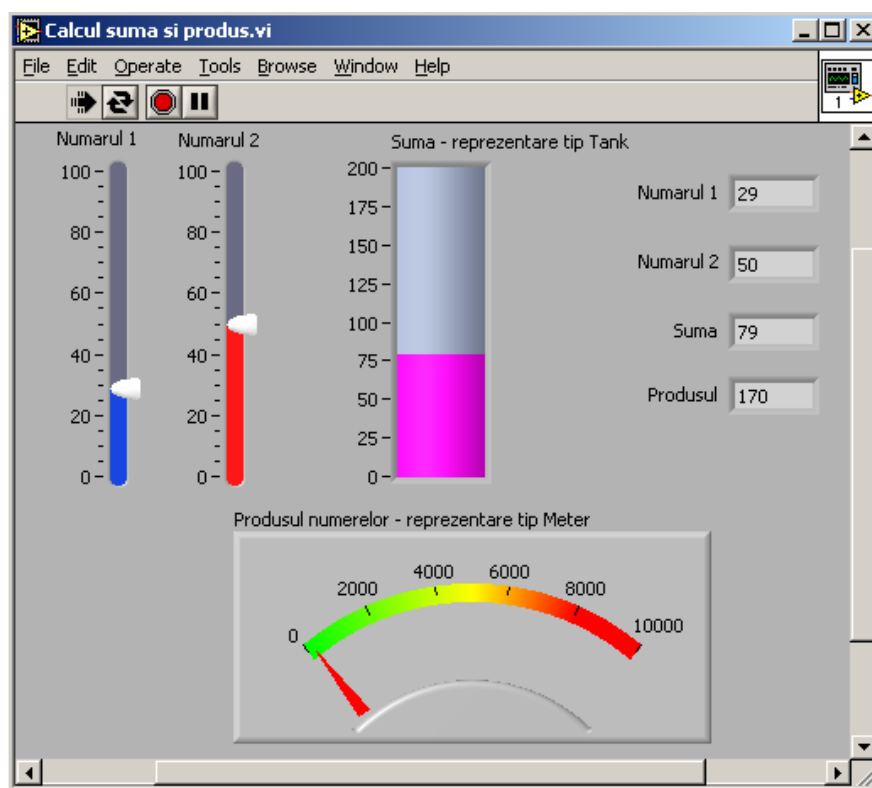 Calcul suma si produs.vi
File Edit Operate Tools Browse Window Help
1
Numarul 1
100
80
60
40
20
0
Numarul 2
100
80
60
40
20
0
Suma - reprezentare tip Tank
200
175
150
125
100
75
50
25
0
Numarul 1 29
Numarul 2 50
Suma 79
Produsul 170
Produsul numerelor - reprezentare tip Meter
0 2000 4000 6000 8000 10000